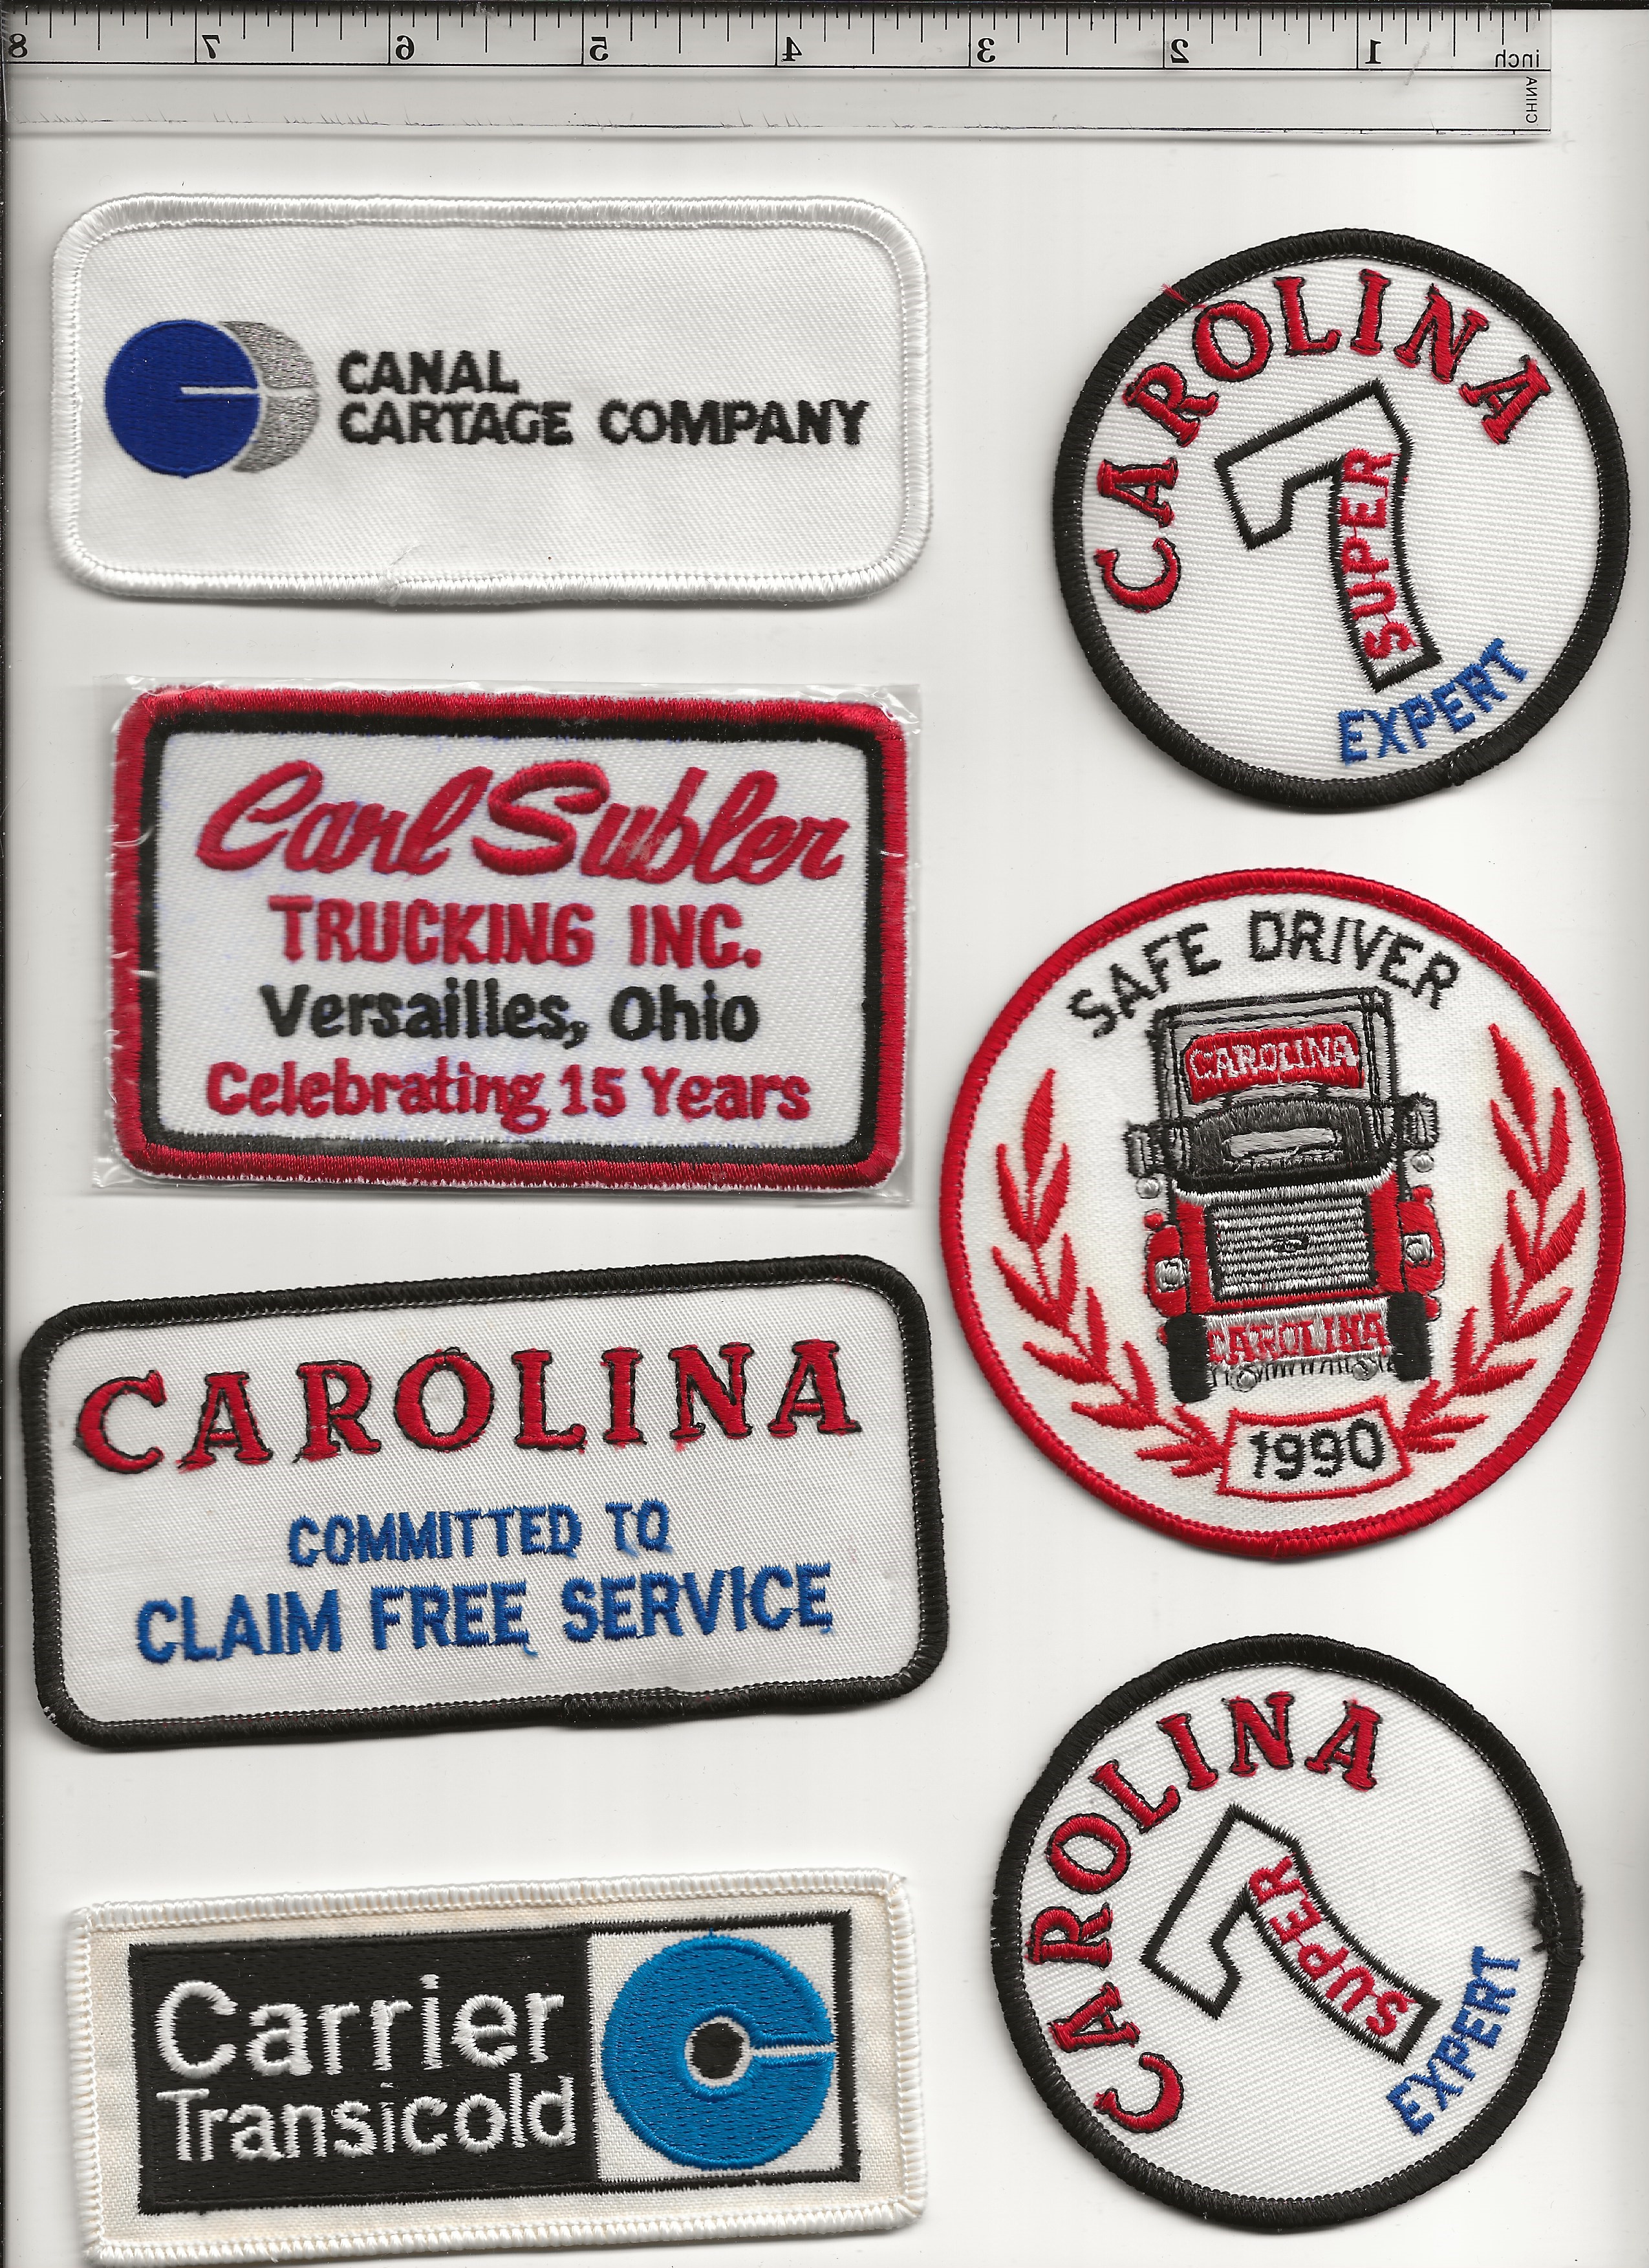 8 7 6 5 4 3 2 1 inch
CHINA
CANAL
CARTAGE COMPANY
CAROLINA
7
SUPER
EXPERT
Carl Subler
TRUCKING INC.
Versailles, Ohio
Celebrating 15 Years
SAFE DRIVER
CAROLINA
CAROLINA
1990
CAROLINA
COMMITTED TO
CLAIM FREE SERVICE
CAROLINA
7
SUPER
EXPERT
Carrier
Transicold